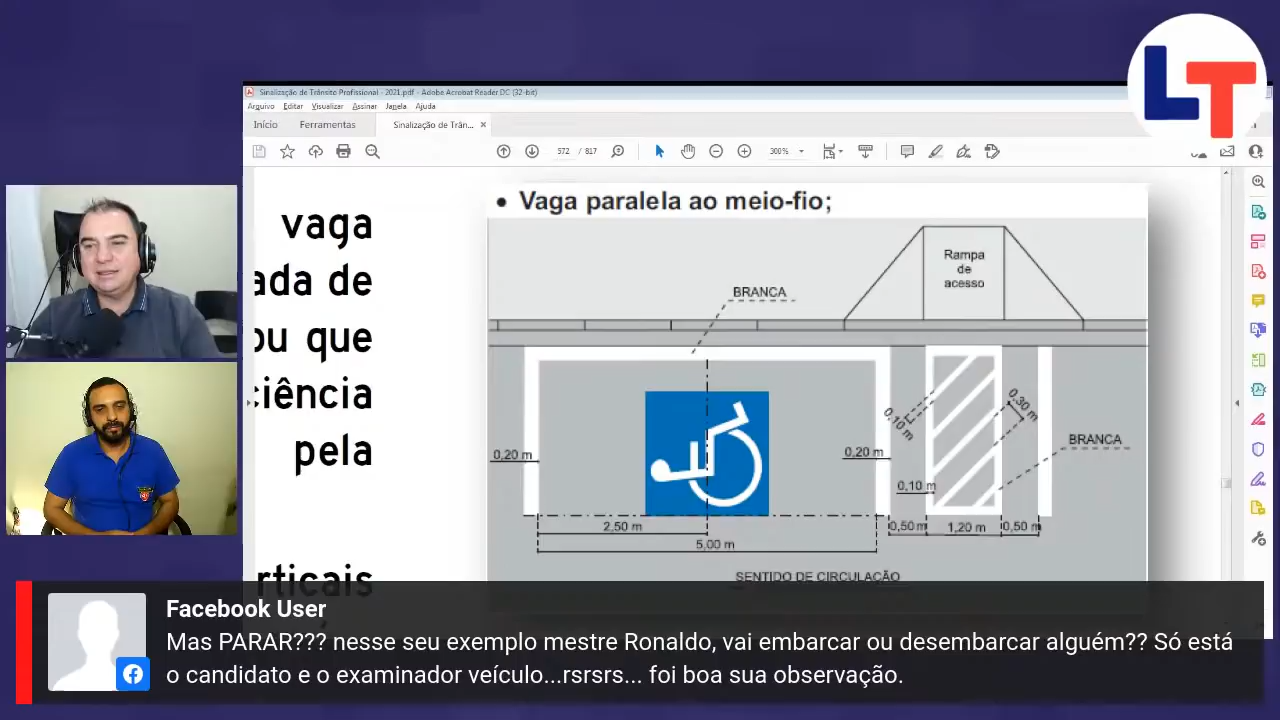 LT
Sinalização de Trânsito Profissional - 2021.pdf - Adobe Acrobat Reader DC (32-bit)
Arquivo Editar Visualizar Assinar Janela Ajuda
Início Ferramentas Sinalização de Trân... ×
572 / 817 300%
vaga
ada de
ou que
ciência
pela
rticais
• Vaga paralela ao meio-fio;
Rampa
de
acesso
BRANCA
0,10 m
0,30 m
BRANCA
0,20 m
0,20 m
0,10 m
2,50 m
0,50 m 1,20 m 0,50 m
5,00 m
SENTIDO DE CIRCULAÇÃO
Facebook User
Mas PARAR??? nesse seu exemplo mestre Ronaldo, vai embarcar ou desembarcar alguém?? Só está
o candidato e o examinador veículo...rsrsrs... foi boa sua observação.